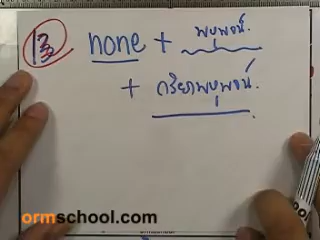 13 none + พหูพจน์.
+ กริยาพหูพจน์.
ormschool.com